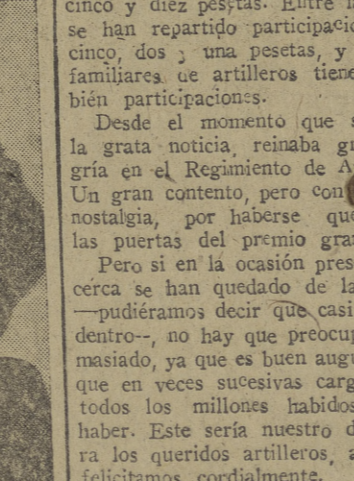 cinco y diez pesetas. Entre l
se han repartido participacio
cinco, dos y una pesetas, y
familiares de artilleros tiene
bién participaciones.
Desde el momento que s
la grata noticia, reinaba gr
gría en el Regimiento de A
Un gran contento, pero con
nostalgia, por haberse que
las puertas del premio gra
Pero si en la ocasión pres
cerca se han quedado de la
—pudiéramos decir que casi
dentro—, no hay que preocup
masiado, ya que es buen augu
que en veces sucesivas carg
todos los millones habidos
haber. Este sería nuestro d
ra los queridos artilleros, a
felicitamos cordialmente.